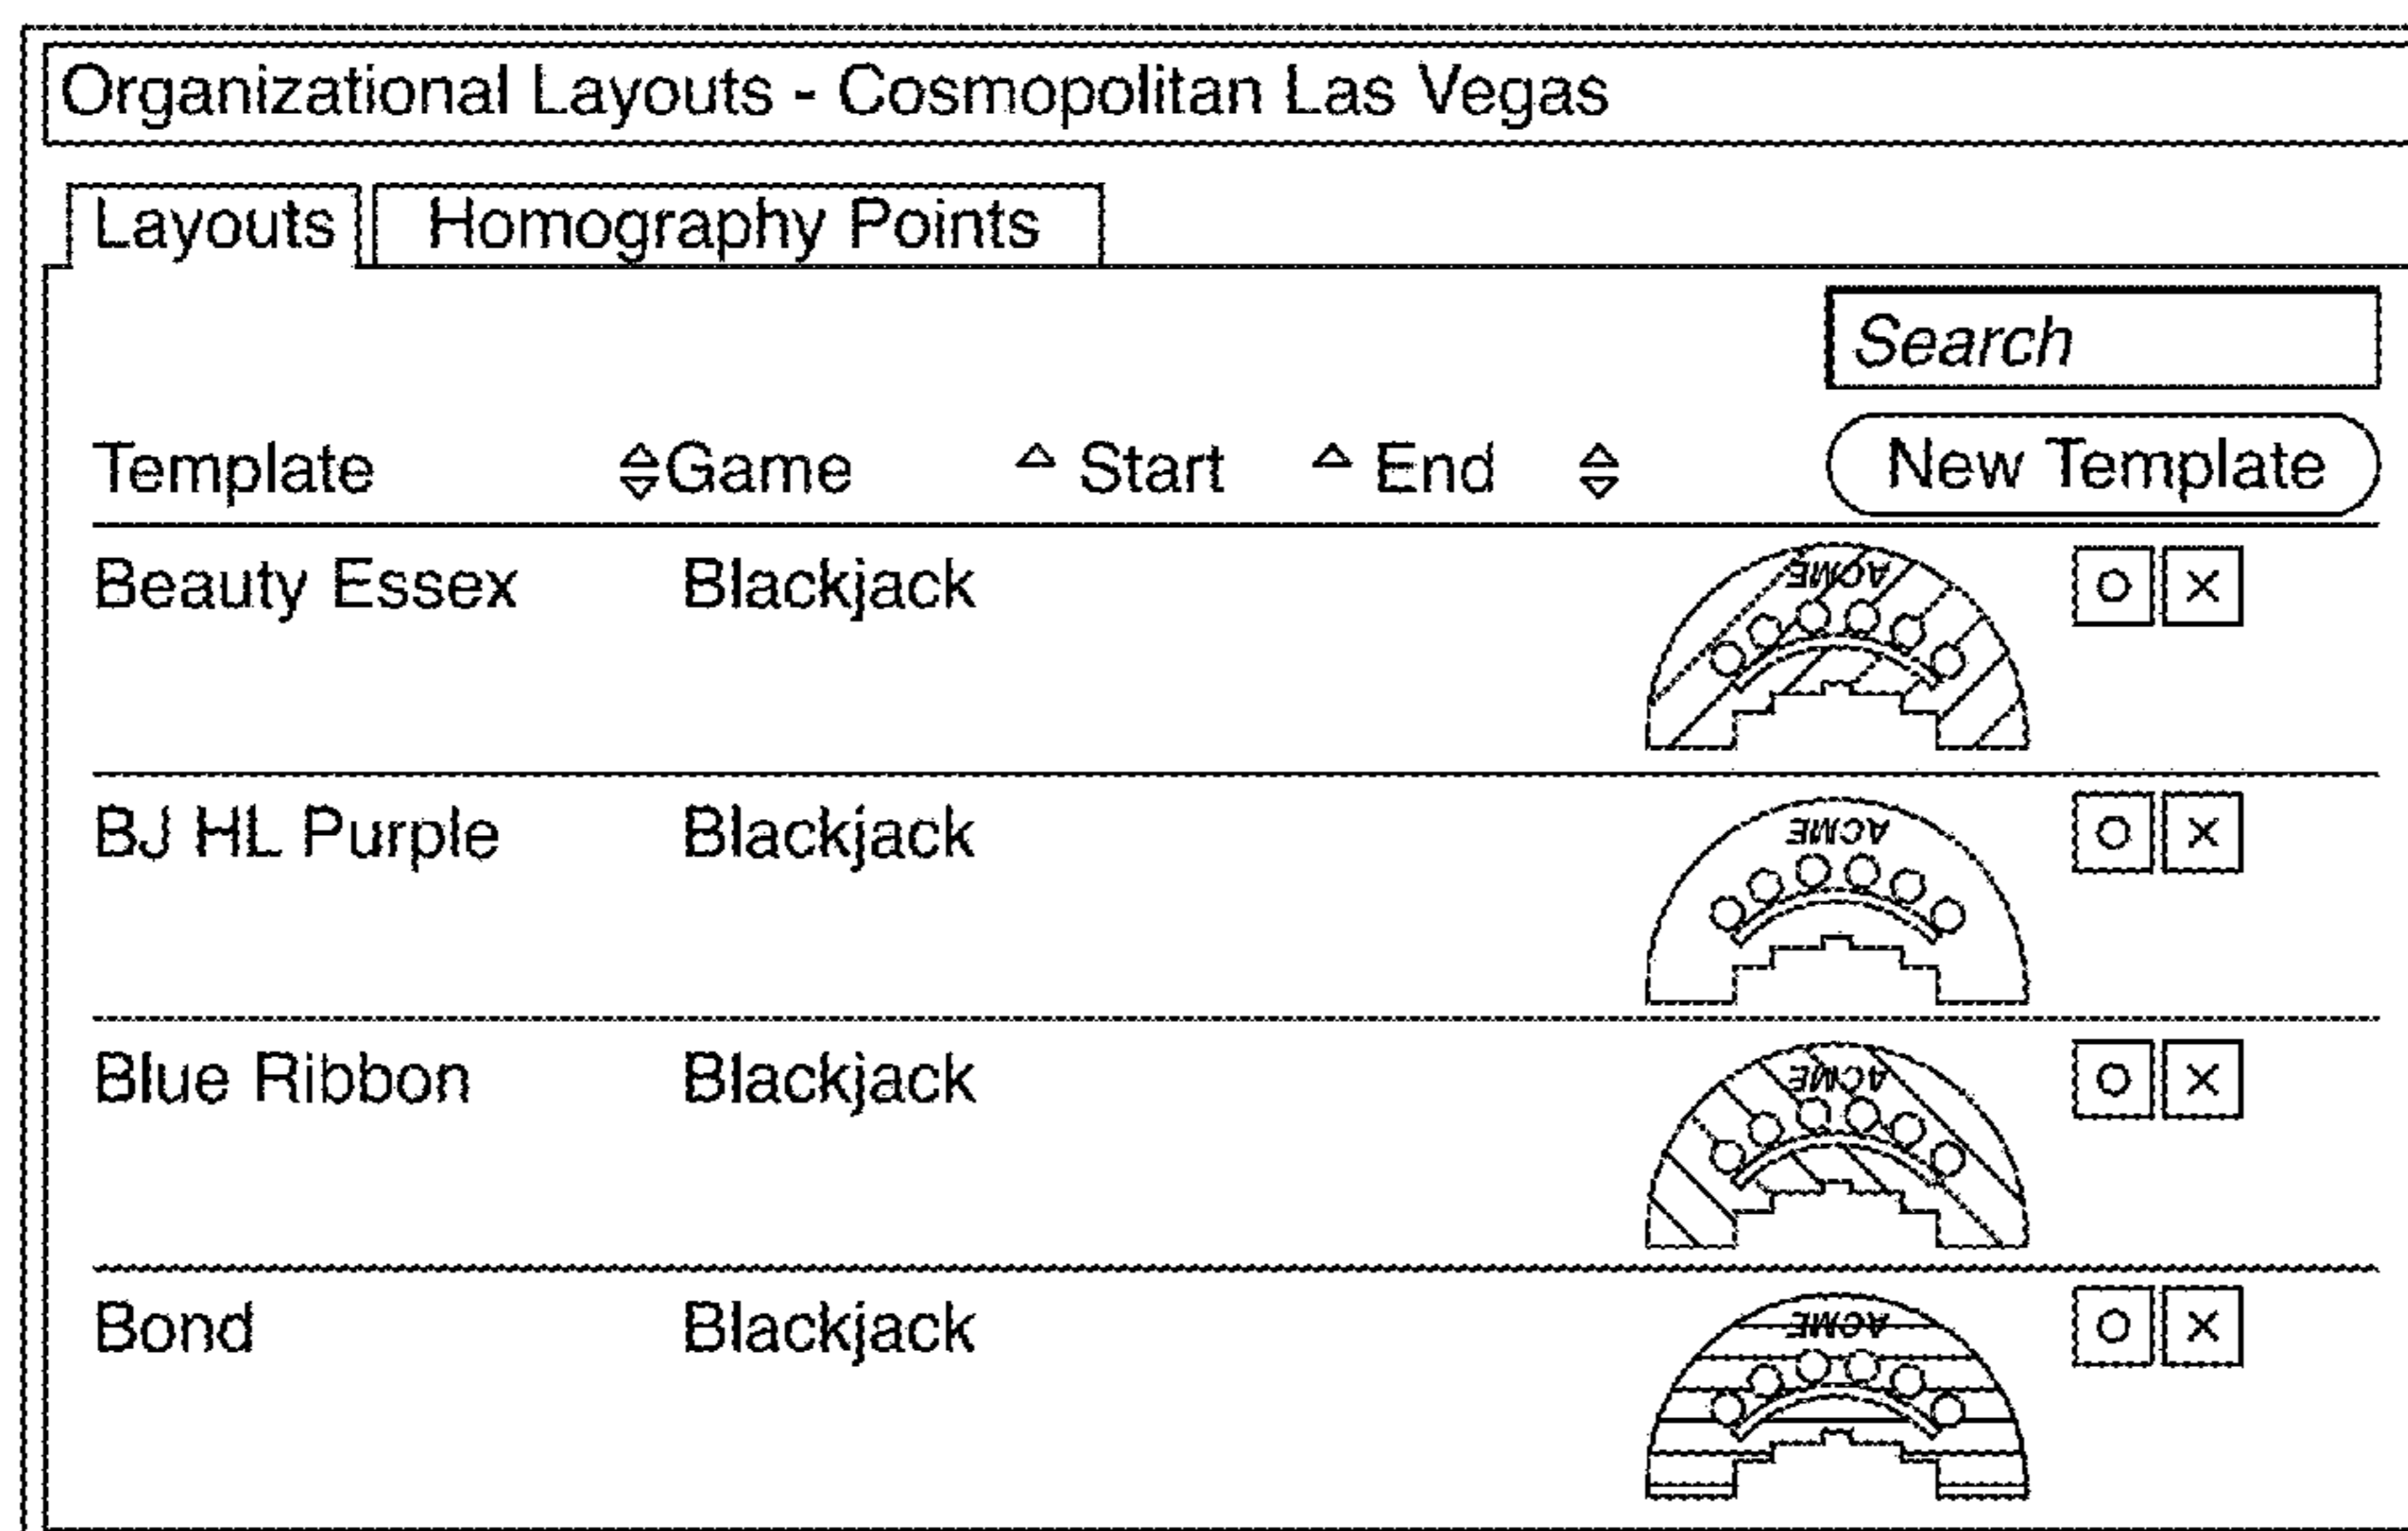 Organizational Layouts - Cosmopolitan Las Vegas
Layouts Homography Points
Search
Template Game Start End New Template
Beauty Essex Blackjack ACME
BJ HL Purple Blackjack ACME
Blue Ribbon Blackjack ACME
Bond Blackjack ACME